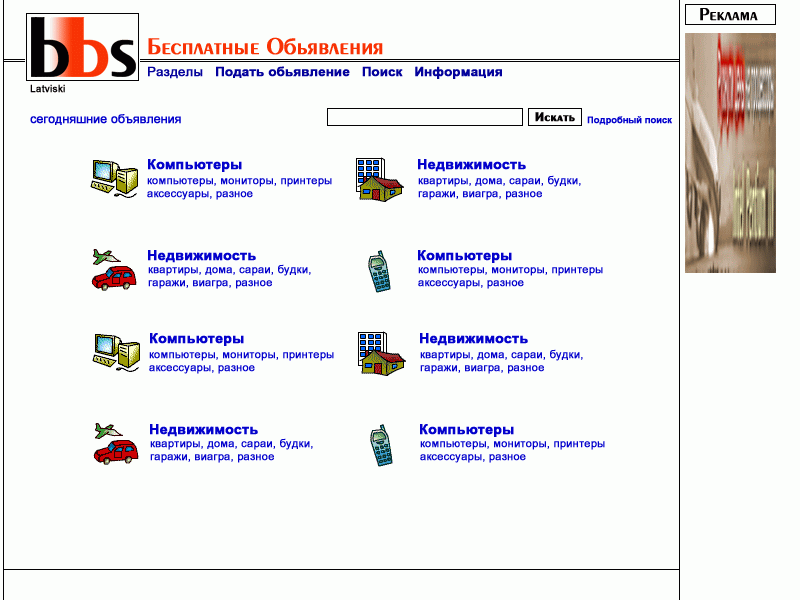 bbs
Бесплатные Обьявления
Реклама
Разделы Подать обьявление Поиск Информация
Latviski
сегодняшние объявления
Искать Подробный поиск
Компьютеры
компьютеры, мониторы, принтеры
аксессуары, разное
Недвижимость
квартиры, дома, сараи, будки,
гаражи, виагра, разное
Недвижимость
квартиры, дома, сараи, будки,
гаражи, виагра, разное
Компьютеры
компьютеры, мониторы, принтеры
аксессуары, разное
Компьютеры
компьютеры, мониторы, принтеры
аксессуары, разное
Недвижимость
квартиры, дома, сараи, будки,
гаражи, виагра, разное
Недвижимость
квартиры, дома, сараи, будки,
гаражи, виагра, разное
Компьютеры
компьютеры, мониторы, принтеры
аксессуары, разное